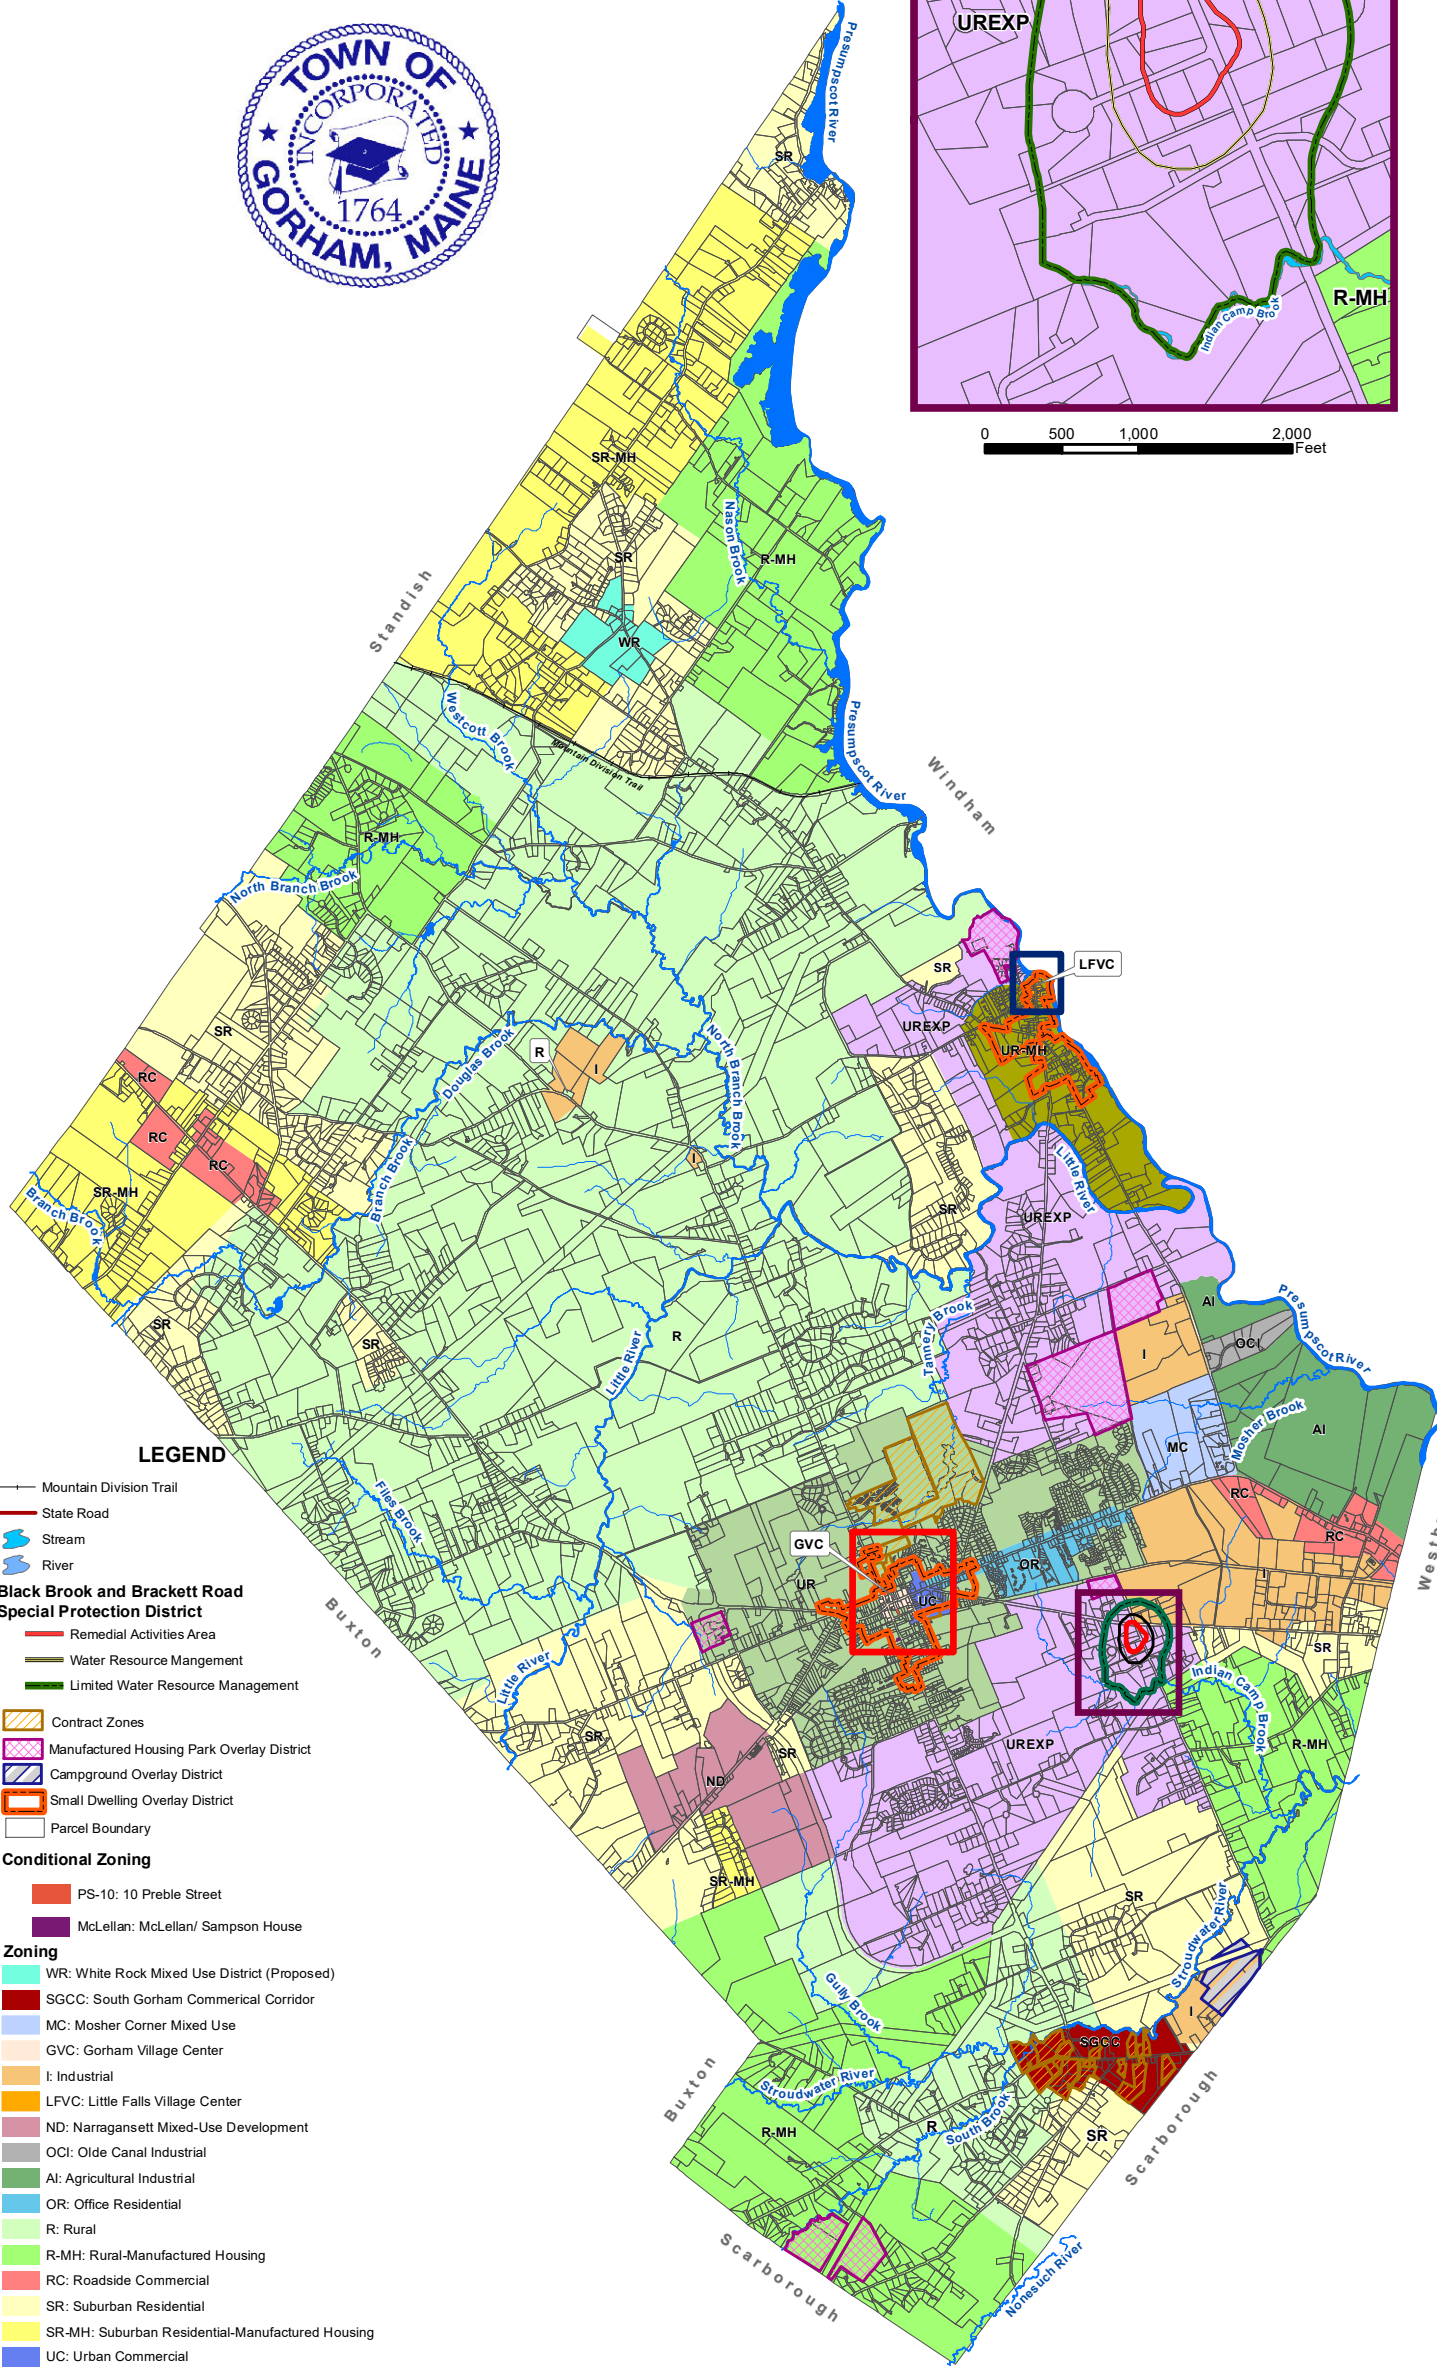 TOWN OF
INCORPORATED
1764
GORHAM, MAINE
UREXP
R-MH
Indian Camp Brook
0 500 1,000 2,000
Feet
Presumpscot River
SR
SR-MH
SR
Nason Brook
R-MH
WR
Standish
Westcott Brook
Mountain Division Trail
Presumpscot River
Windham
R-MH
North Branch Brook
SR
LFVC
SR
UREXP
UR-MH
R
I
Douglas Brook
North Branch Brook
RC
RC
RC
SR-MH
Branch Brook
Branch Brook
I
SR
Little River
UREXP
SR
SR
R
Little River
Tannery Brook
AI
OCI
Presumpscot River
I
MC
Mosher Brook
AI
RC
RC
Files Brook
GVC
UR
UC
OR
I
Buxton
Little River
SR
Indian Camp Brook
R-MH
SR
SR
ND
UREXP
SR-MH
SR
Stroudwater River
Gully Brook
I
SGCC
Buxton
Stroudwater River
R
South Brook
SR
R-MH
Scarborough
Scarborough
Nonesuch River
LEGEND
Mountain Division Trail
State Road
Stream
River
Black Brook and Brackett Road
Special Protection District
Remedial Activities Area
Water Resource Mangement
Limited Water Resource Management
Contract Zones
Manufactured Housing Park Overlay District
Campground Overlay District
Small Dwelling Overlay District
Parcel Boundary
Conditional Zoning
PS-10: 10 Preble Street
McLellan: McLellan/ Sampson House
Zoning
WR: White Rock Mixed Use District (Proposed)
SGCC: South Gorham Commerical Corridor
MC: Mosher Corner Mixed Use
GVC: Gorham Village Center
I: Industrial
LFVC: Little Falls Village Center
ND: Narragansett Mixed-Use Development
OCI: Olde Canal Industrial
AI: Agricultural Industrial
OR: Office Residential
R: Rural
R-MH: Rural-Manufactured Housing
RC: Roadside Commercial
SR: Suburban Residential
SR-MH: Suburban Residential-Manufactured Housing
UC: Urban Commercial